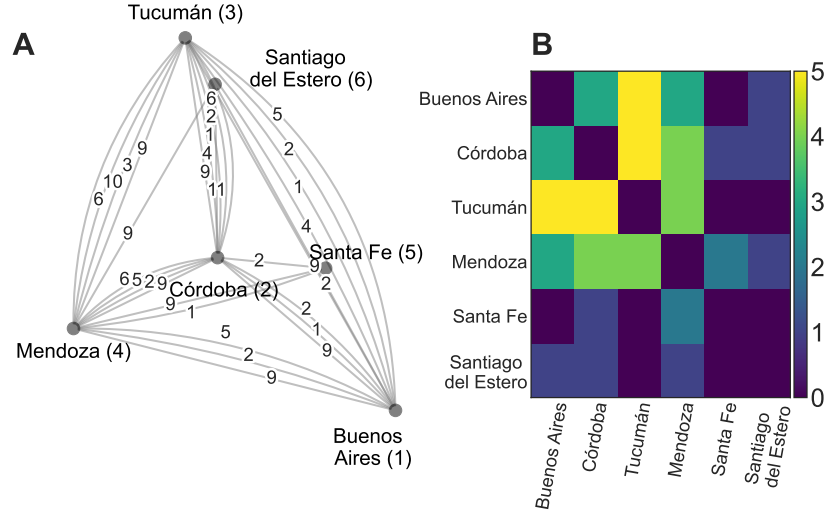 A
Tucumán (3)
Santiago
del Estero (6)
6
2
1
4
9
11
5
2
1
4
9
3
10
6
9
Santa Fe (5)
2
9
2
6 5 2 9
Córdoba (2)
9
1
2
1
9
5
2
9
Mendoza (4)
Buenos
Aires (1)
B
Buenos Aires
Córdoba
Tucumán
Mendoza
Santa Fe
Santiago
del Estero
Buenos Aires
Córdoba
Tucumán
Mendoza
Santa Fe
Santiago
del Estero
5
4
3
2
1
0